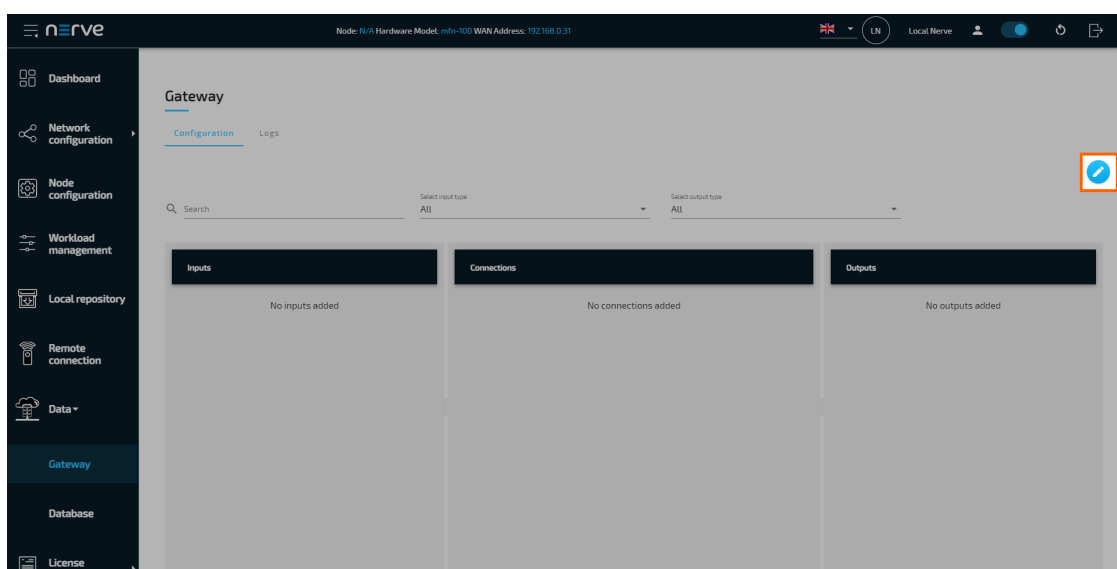 nerve
Node: N/A Hardware Model: mfn-100 WAN Address: 192.168.0.31
LN
Local Nerve
Dashboard
Network
configuration
Node
configuration
Workload
management
Local repository
Remote
connection
Data
Gateway
Database
License
Gateway
Configuration Logs
Search
Select input type
All
Select output type
All
Inputs
Connections
Outputs
No inputs added
No connections added
No outputs added